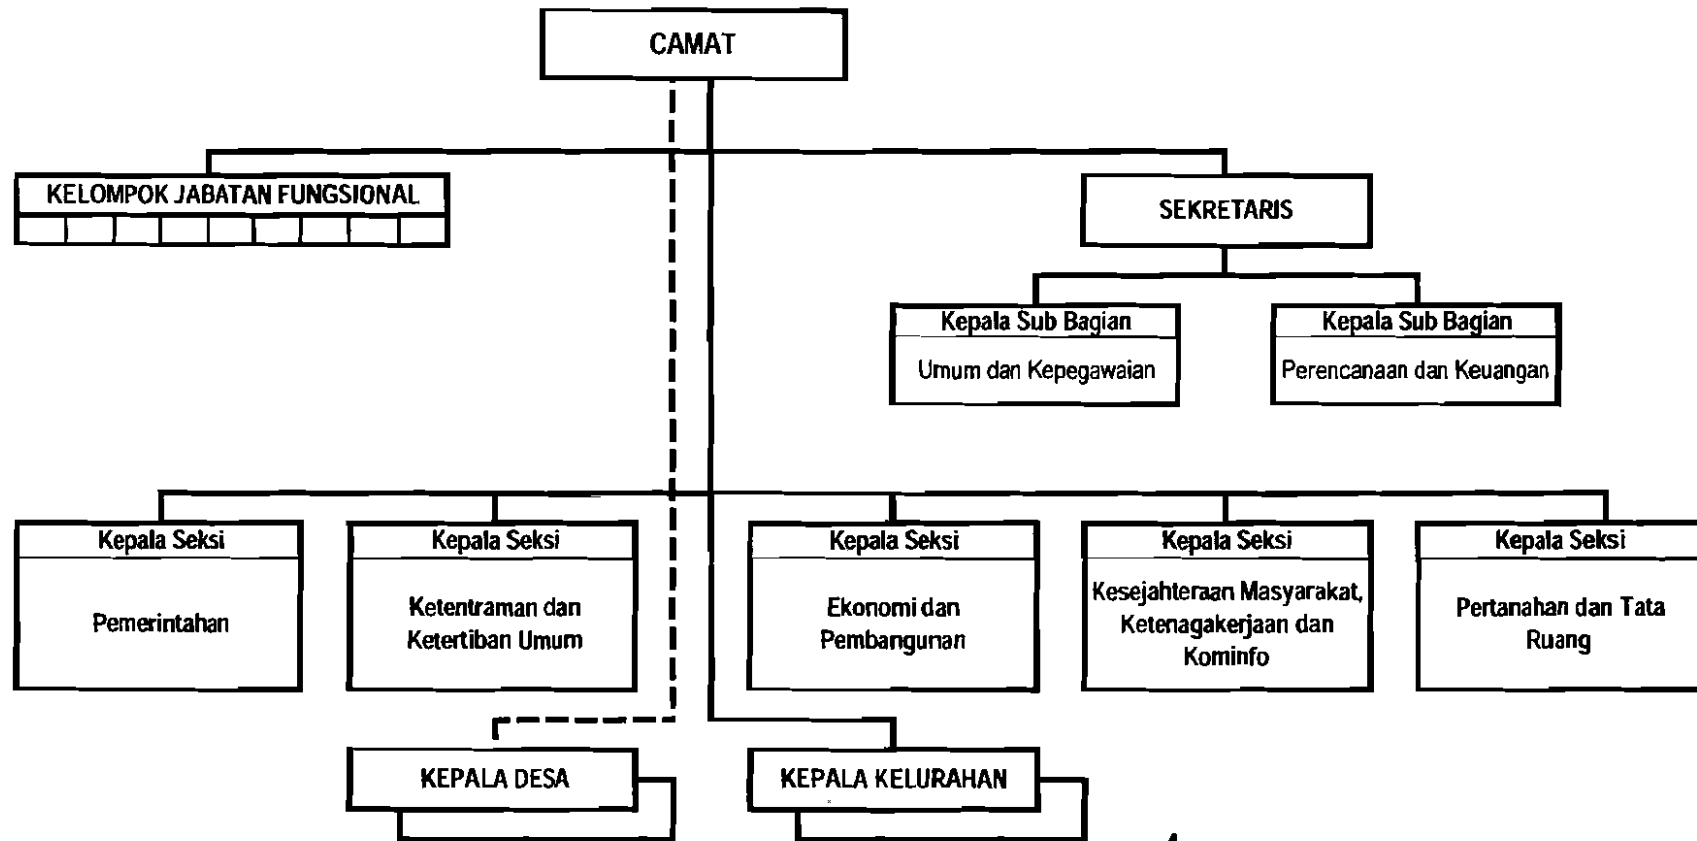 CAMAT
KELOMPOK JABATAN FUNGSIONAL
SEKRETARIS
Kepala Sub Bagian
Umum dan Kepegawaian
Kepala Sub Bagian
Perencanaan dan Keuangan
Kepala Seksi
Pemerintahan
Kepala Seksi
Ketentraman dan
Ketertiban Umum
Kepala Seksi
Ekonomi dan
Pembangunan
Kepala Seksi
Kesejahteraan Masyarakat,
Ketenagakerjaan dan
Kominfo
Kepala Seksi
Pertanahan dan Tata
Ruang
KEPALA DESA
KEPALA KELURAHAN